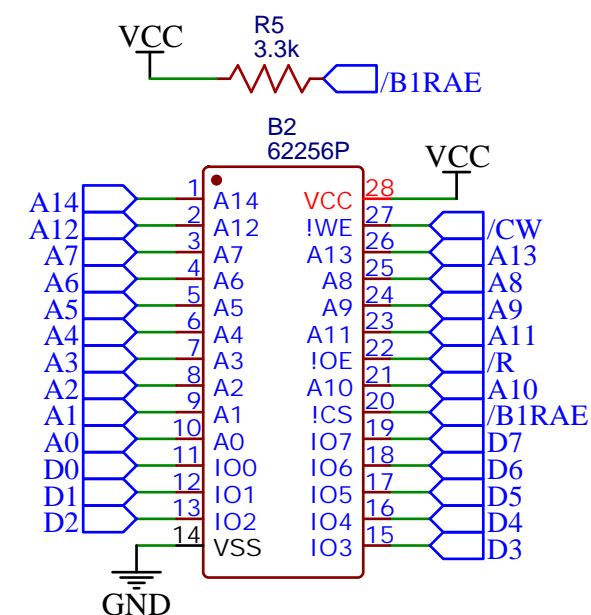 R5
3.3k
VCC
/B1RAE
B2
62256P
VCC
A14 1 A14 VCC 28
A12 2 A12 !WE 27 /CW
A7 3 A7 A13 26 A13
A6 4 A6 A8 25 A8
A5 5 A5 A9 24 A9
A4 6 A4 A11 23 A11
A3 7 A3 !OE 22 /R
A2 8 A2 A10 21 A10
A1 9 A1 !CS 20 /B1RAE
A0 10 A0 IO7 19 D7
D0 11 IO0 IO6 18 D6
D1 12 IO1 IO5 17 D5
D2 13 IO2 IO4 16 D4
14 VSS IO3 15 D3
GND